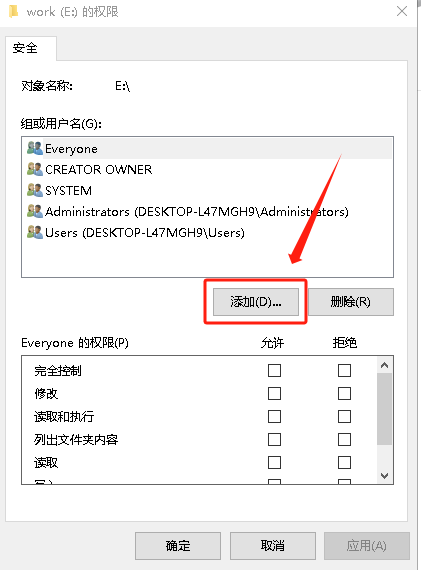 work (E:) 的权限
安全
对象名称: E:\
组或用户名(G):
Everyone
CREATOR OWNER
SYSTEM
Administrators (DESKTOP-L47MGH9\Administrators)
Users (DESKTOP-L47MGH9\Users)
添加(D)... 删除(R)
Everyone 的权限(P) 允许 拒绝
完全控制
修改
读取和执行
列出文件夹内容
读取
确定 取消 应用(A)